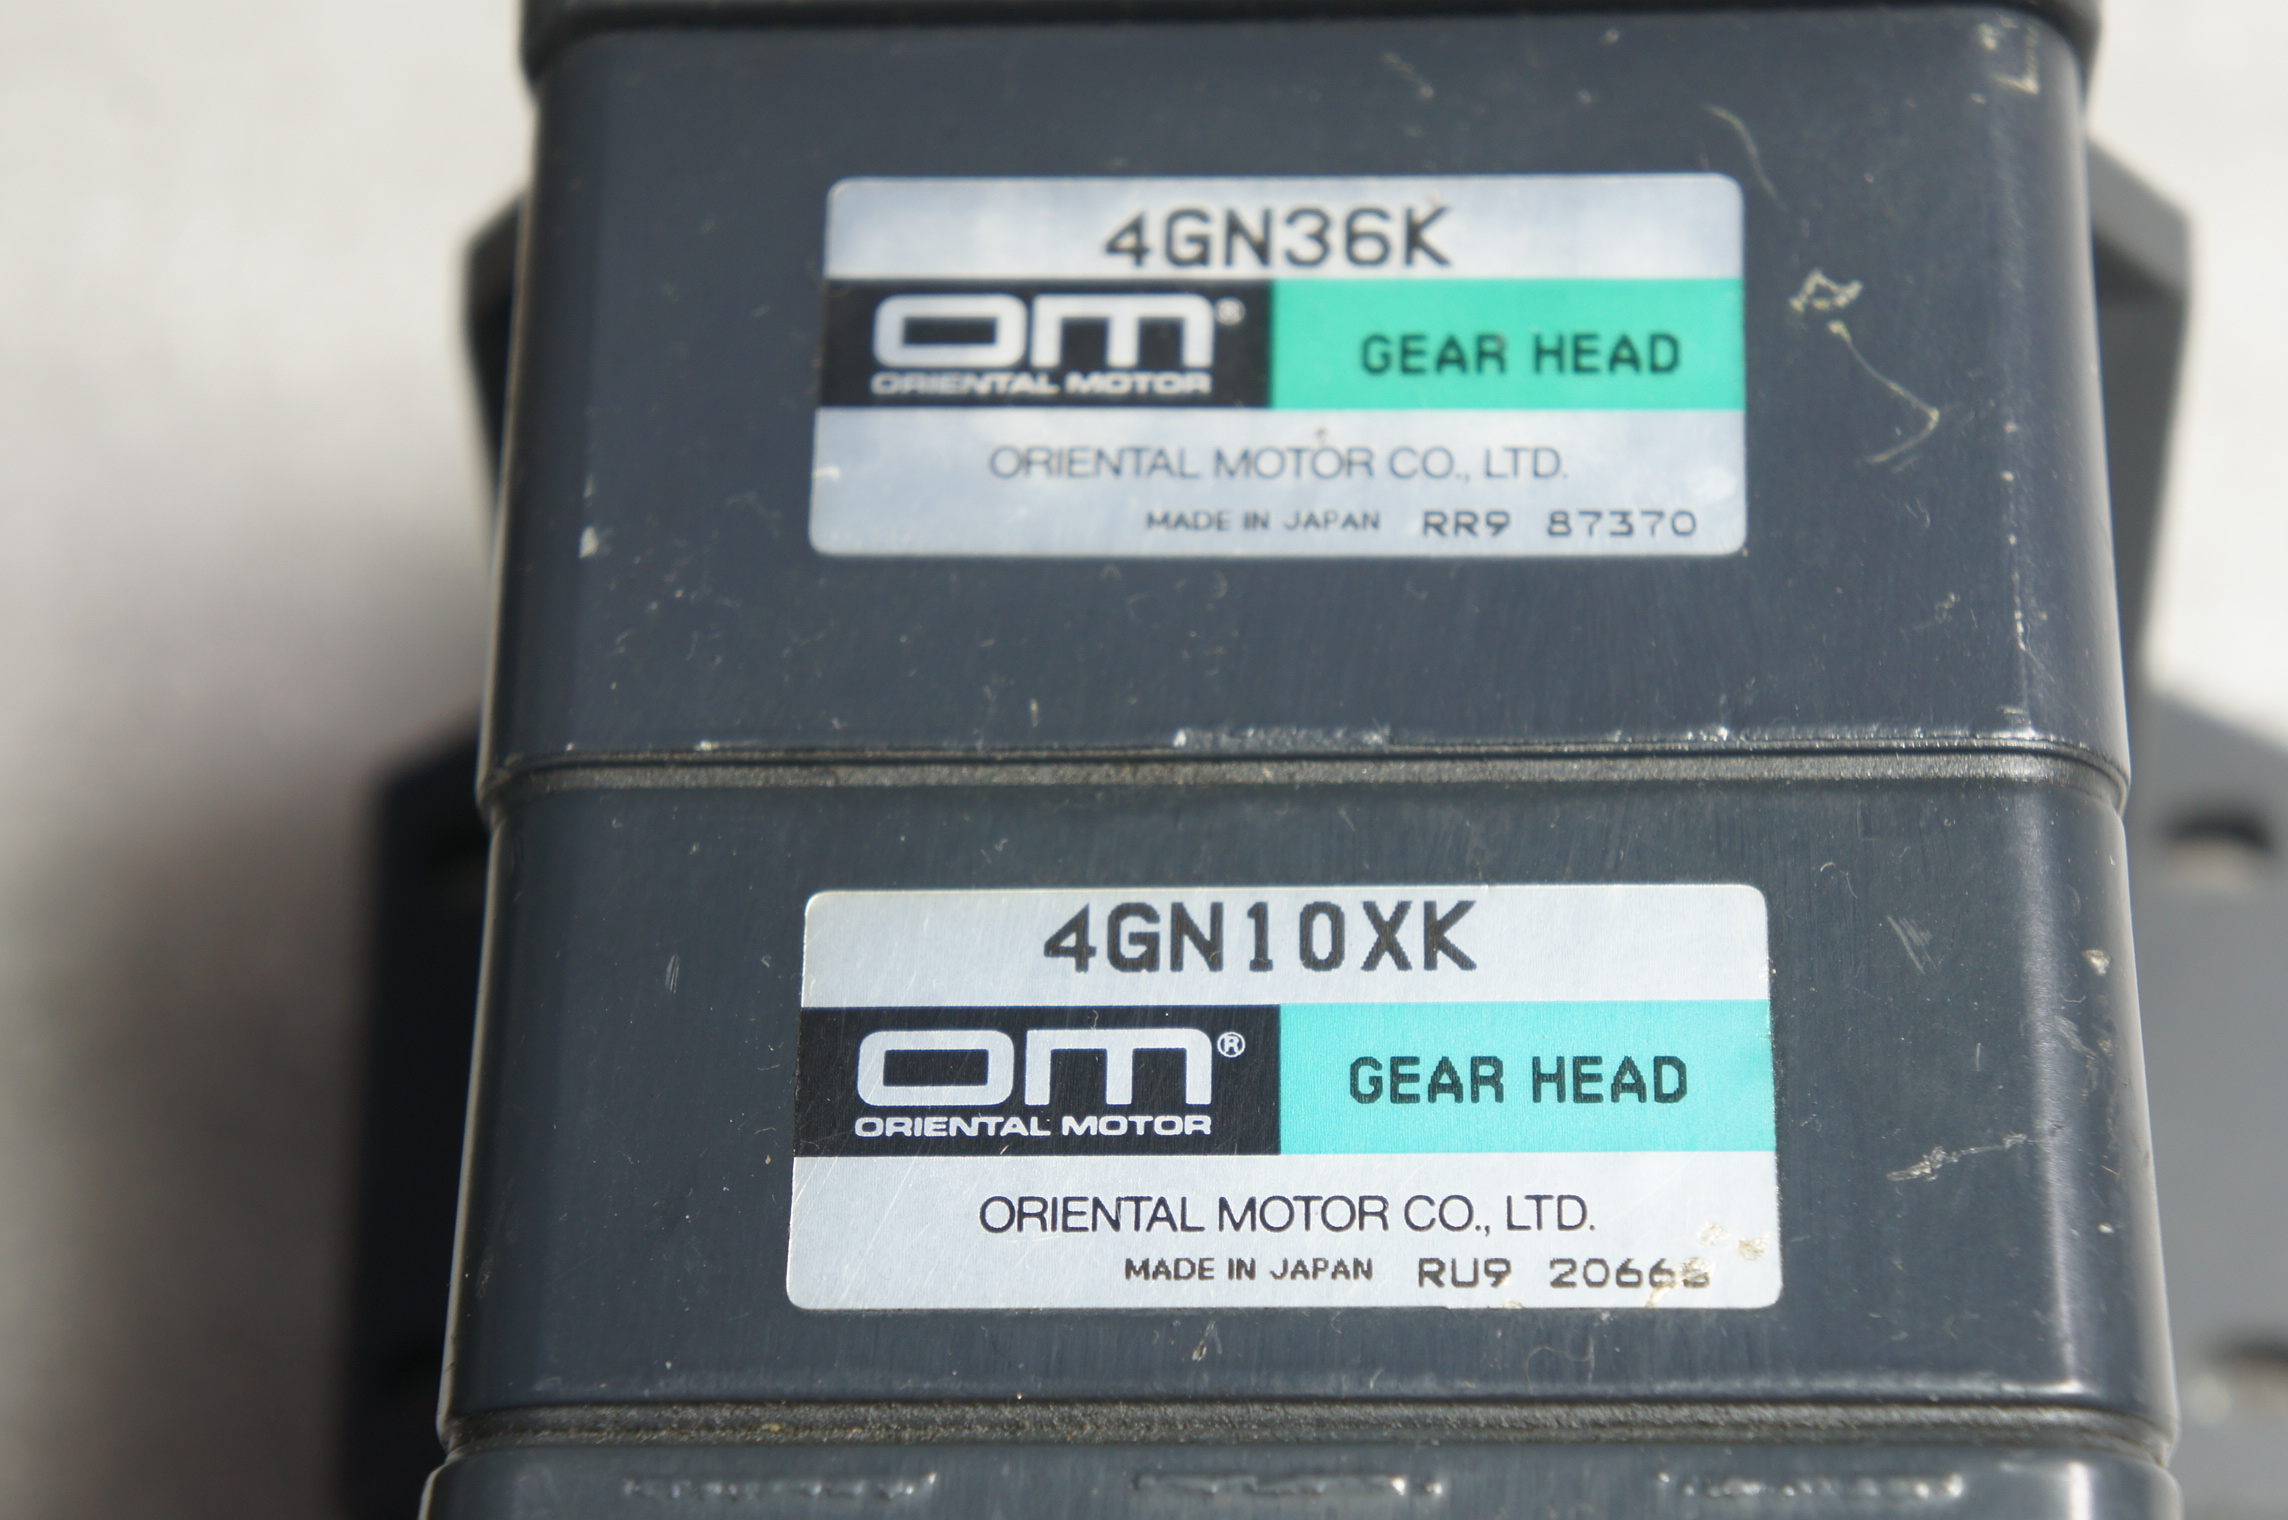 4GN36K
om®
ORIENTAL MOTOR
GEAR HEAD
ORIENTAL MOTOR CO., LTD.
MADE IN JAPAN RR9 87370
4GN10XK
om®
ORIENTAL MOTOR
GEAR HEAD
ORIENTAL MOTOR CO., LTD.
MADE IN JAPAN RU9